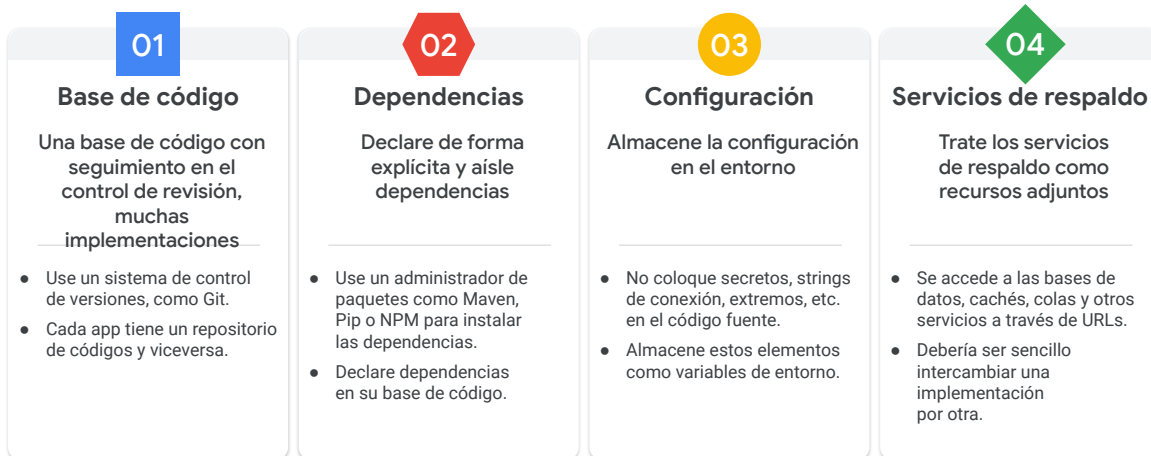 01
Base de código
Una base de código con
seguimiento en el
control de revisión,
muchas
implementaciones
● Use un sistema de control
de versiones, como Git.
● Cada app tiene un repositorio
de códigos y viceversa.
02
Dependencias
Declare de forma
explícita y aísle
dependencias
● Use un administrador de
paquetes como Maven,
Pip o NPM para instalar
las dependencias.
● Declare dependencias
en su base de código.
03
Configuración
Almacene la configuración
en el entorno
● No coloque secretos, strings
de conexión, extremos, etc.
en el código fuente.
● Almacene estos elementos
como variables de entorno.
04
Servicios de respaldo
Trate los servicios
de respaldo como
recursos adjuntos
● Se accede a las bases de
datos, cachés, colas y otros
servicios a través de URLs.
● Debería ser sencillo
intercambiar una
implementación
por otra.